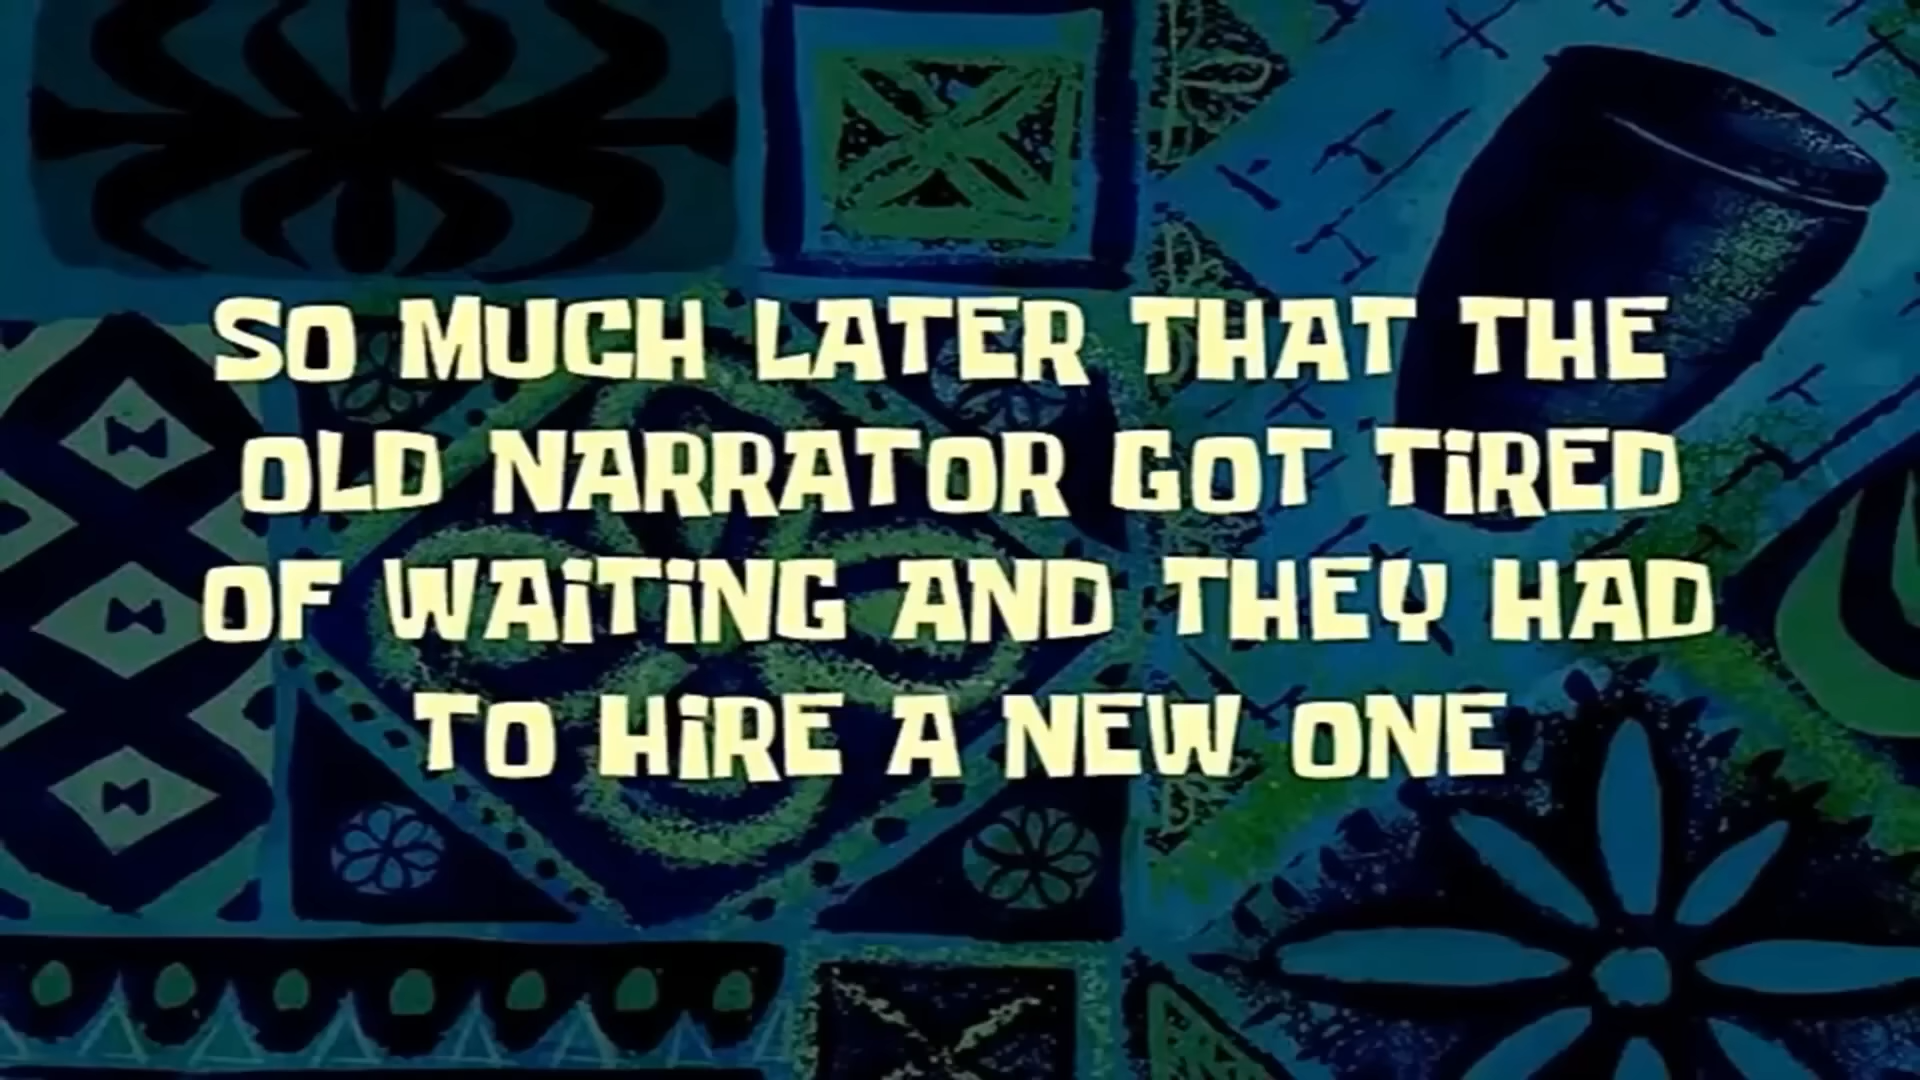 SO MUCH LATER THAT THE
OLD NARRATOR GOT TiRED
OF WAiTiNG AND THEY HAD
TO HiRE A NEW ONE